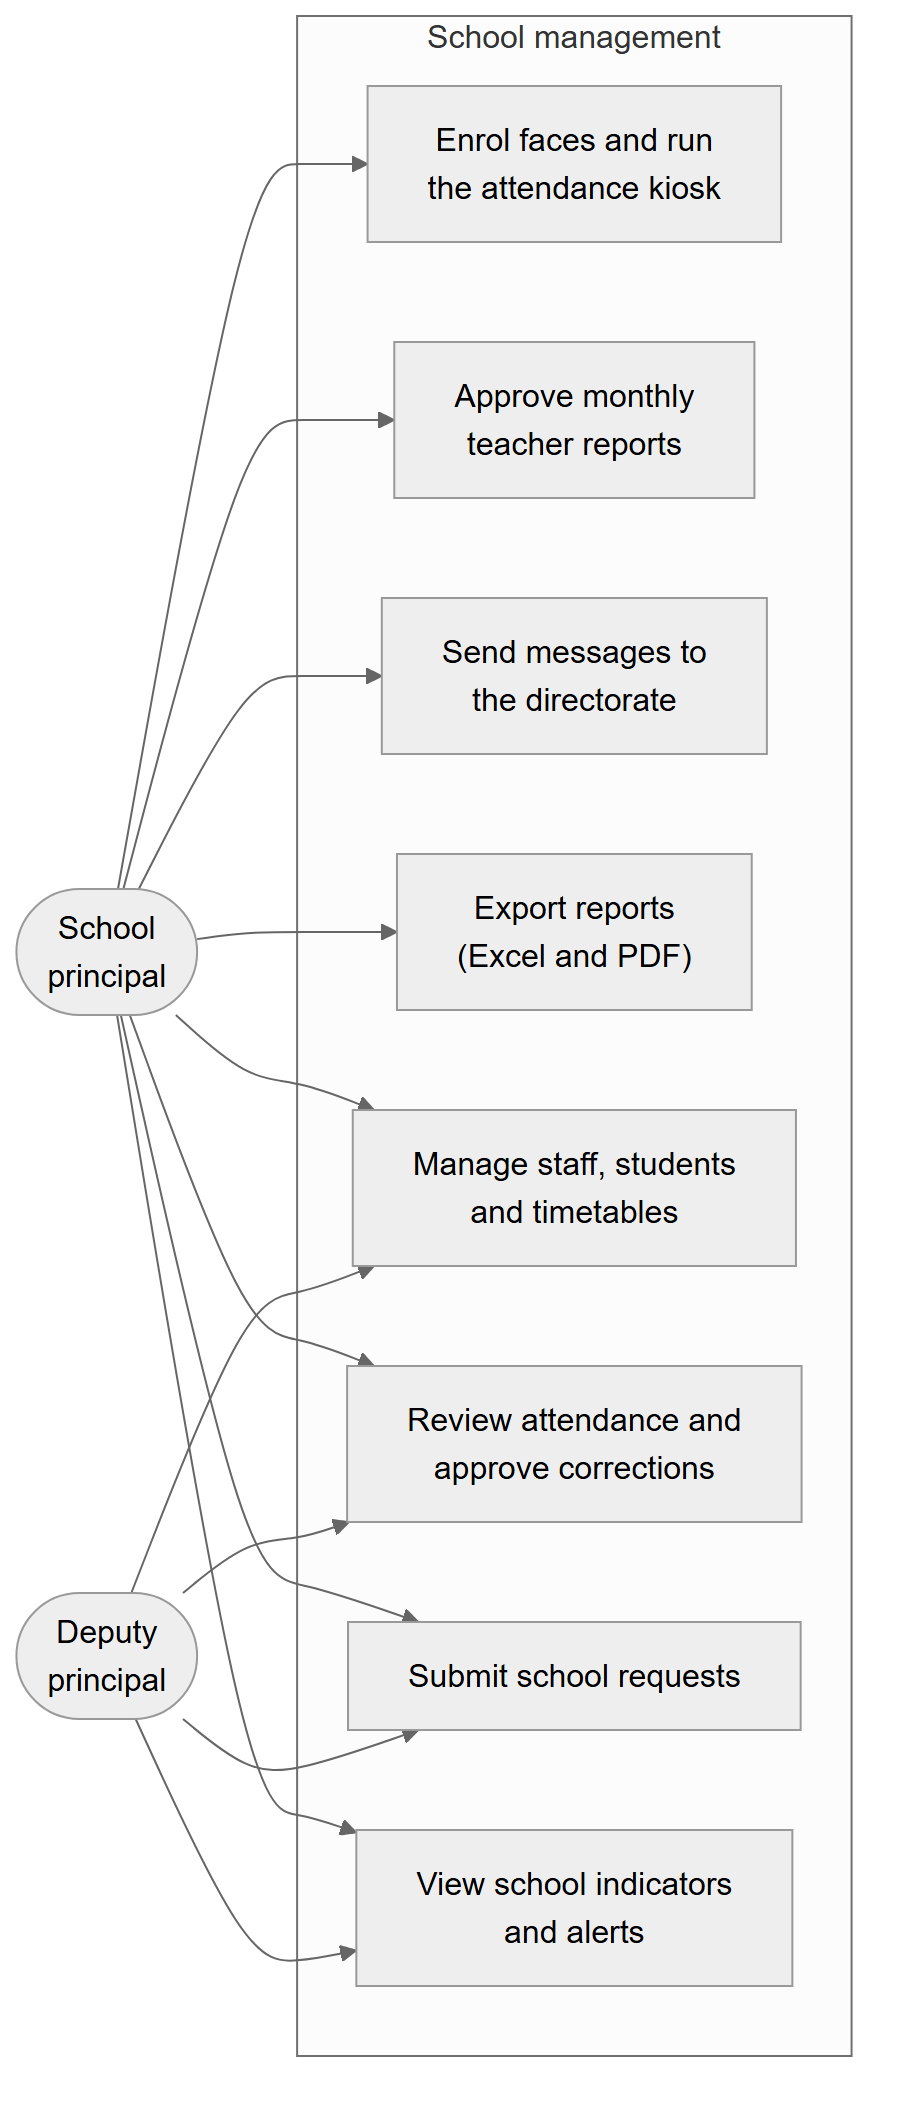 School management
Enrol faces and run
the attendance kiosk
Approve monthly
teacher reports
Send messages to
the directorate
Export reports
(Excel and PDF)
School
principal
Manage staff, students
and timetables
Review attendance and
approve corrections
Deputy
principal
Submit school requests
View school indicators
and alerts